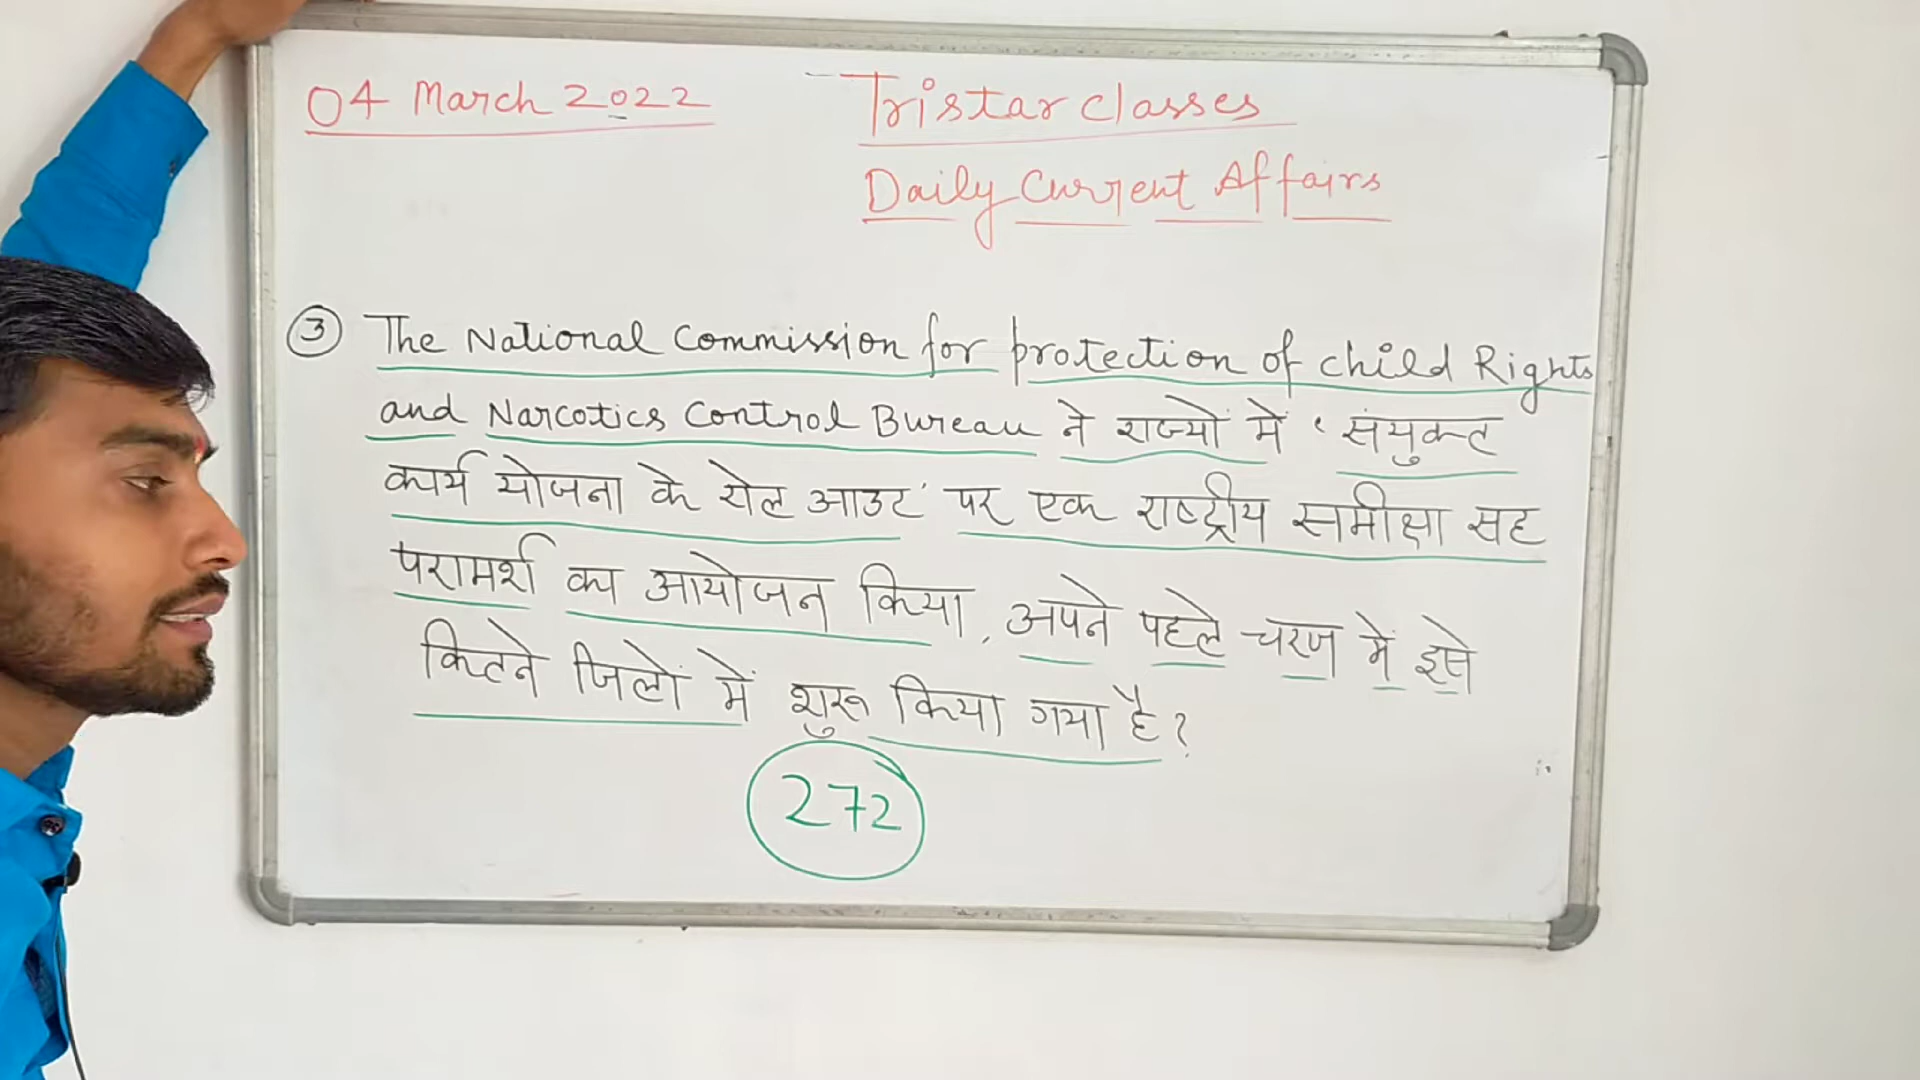 04 March 2022
Tristar classes
Daily Current Affairs
③ The National Commission for protection of child Rights
and Narcotics Control Bureau ने राज्यों में 'संयुक्त
कार्य योजना के रोल आउट' पर एक राष्ट्रीय समीक्षा सह
परामर्श का आयोजन किया, अपने पहले चरण में इसे
कितने जिलों में शुरू किया गया है?
272